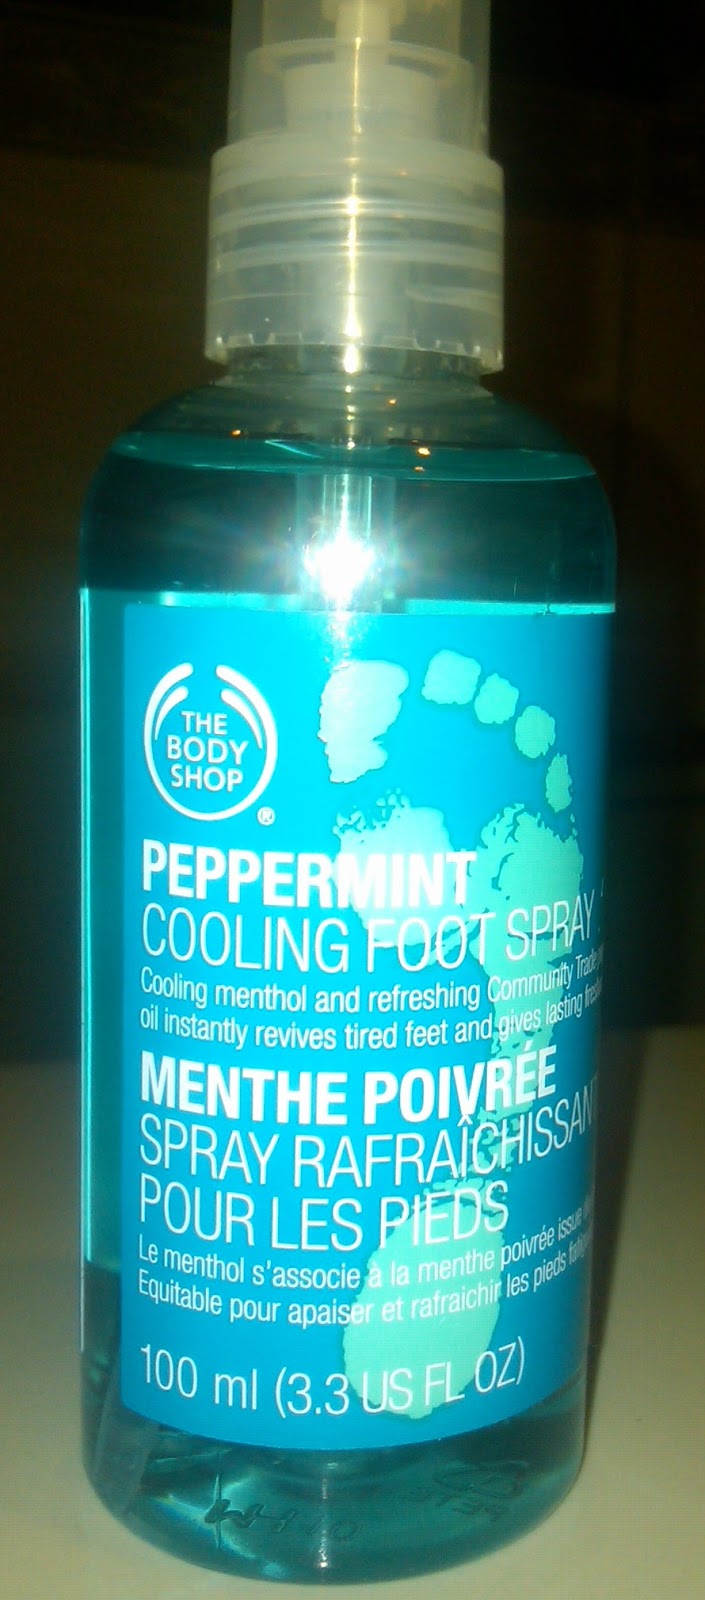 THE
BODY
SHOP
®
PEPPERMINT
COOLING FOOT SPRAY
Cooling menthol and refreshing Community Trade
oil instantly revives tired feet and gives lasting
MENTHE POIVRÉE
SPRAY RAFRAÎCHISSANT
POUR LES PIEDS
Le menthol s'associe à la menthe poivrée issue
Equitable pour apaiser et rafraichir les pieds
100 ml (3.3 US FL OZ)